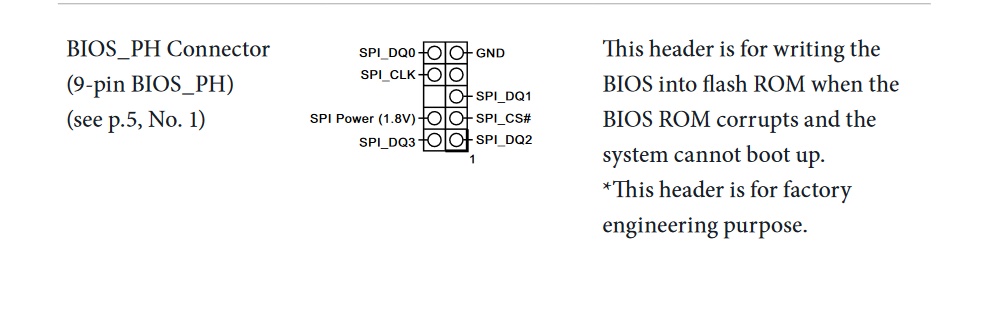 BIOS_PH Connector
(9-pin BIOS_PH)
(see p.5, No. 1)
SPI_DQ0 GND
SPI_CLK
SPI_DQ1
SPI Power (1.8V) SPI_CS#
SPI_DQ3 SPI_DQ2
1
This header is for writing the
BIOS into flash ROM when the
BIOS ROM corrupts and the
system cannot boot up.
*This header is for factory
engineering purpose.